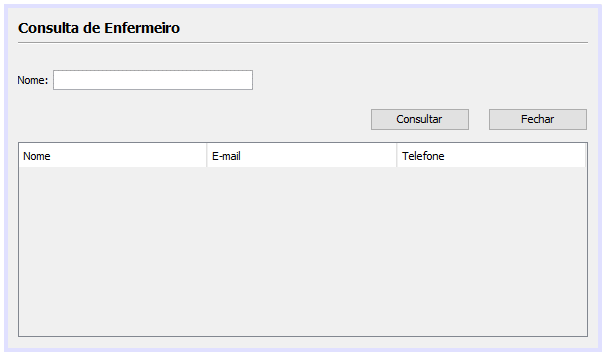 Consulta de Enfermeiro
Nome:
Consultar Fechar
Nome E-mail Telefone